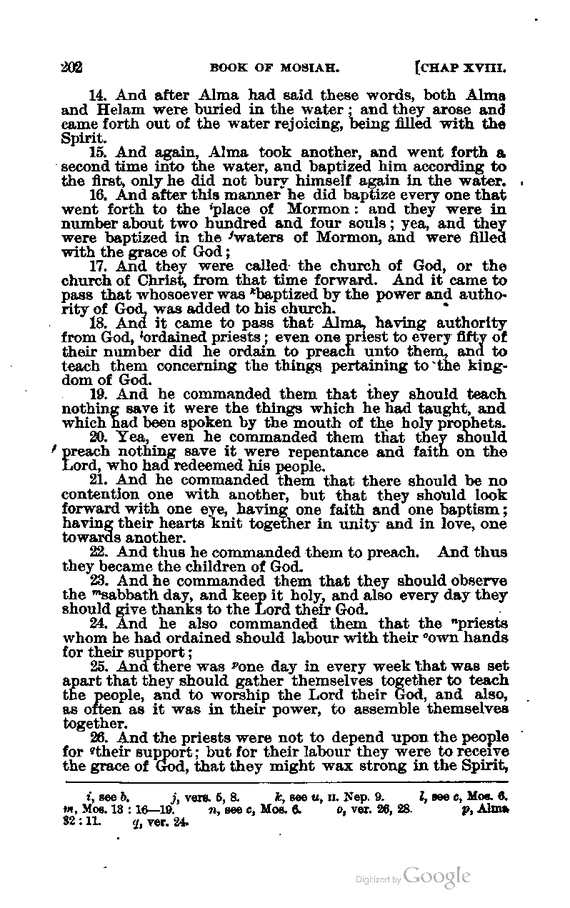 202 BOOK OF MOSIAH. [CHAP XVIII.
14. And after Alma had said these words, both Alma
and Helam were buried in the water; and they arose and
came forth out of the water rejoicing, being filled with the
Spirit.
15. And again, Alma took another, and went forth a
second time into the water, and baptized him according to
the first, only he did not bury himself again in the water.
16. And after this manner he did baptize every one that
went forth to the ⁱplace of Mormon: and they were in
number about two hundred and four souls; yea, and they
were baptized in the ʲwaters of Mormon, and were filled
with the grace of God;
17. And they were called the church of God, or the
church of Christ, from that time forward. And it came to
pass that whosoever was ᵏbaptized by the power and autho-
rity of God, was added to his church.
18. And it came to pass that Alma, having authority
from God, ˡordained priests; even one priest to every fifty of
their number did he ordain to preach unto them, and to
teach them concerning the things pertaining to the king-
dom of God.
19. And he commanded them that they should teach
nothing save it were the things which he had taught, and
which had been spoken by the mouth of the holy prophets.
20. Yea, even he commanded them that they should
preach nothing save it were repentance and faith on the
Lord, who had redeemed his people.
21. And he commanded them that there should be no
contention one with another, but that they should look
forward with one eye, having one faith and one baptism;
having their hearts knit together in unity and in love, one
towards another.
22. And thus he commanded them to preach. And thus
they became the children of God.
23. And he commanded them that they should observe
the ᵐsabbath day, and keep it holy, and also every day they
should give thanks to the Lord their God.
24. And he also commanded them that the ⁿpriests
whom he had ordained should labour with their ᵒown hands
for their support;
25. And there was ᵖone day in every week that was set
apart that they should gather themselves together to teach
the people, and to worship the Lord their God, and also,
as often as it was in their power, to assemble themselves
together.
26. And the priests were not to depend upon the people
for qtheir support; but for their labour they were to receive
the grace of God, that they might wax strong in the Spirit,
i, see b. j, vers. 5, 8. k, see u, II. Nep. 9. l, see c, Mos. 6.
m, Mos. 13 : 16—19. n, see c, Mos. 6. o, ver. 26, 28. p, Alma
32 : 11. q, ver. 24.
Digitized by Google